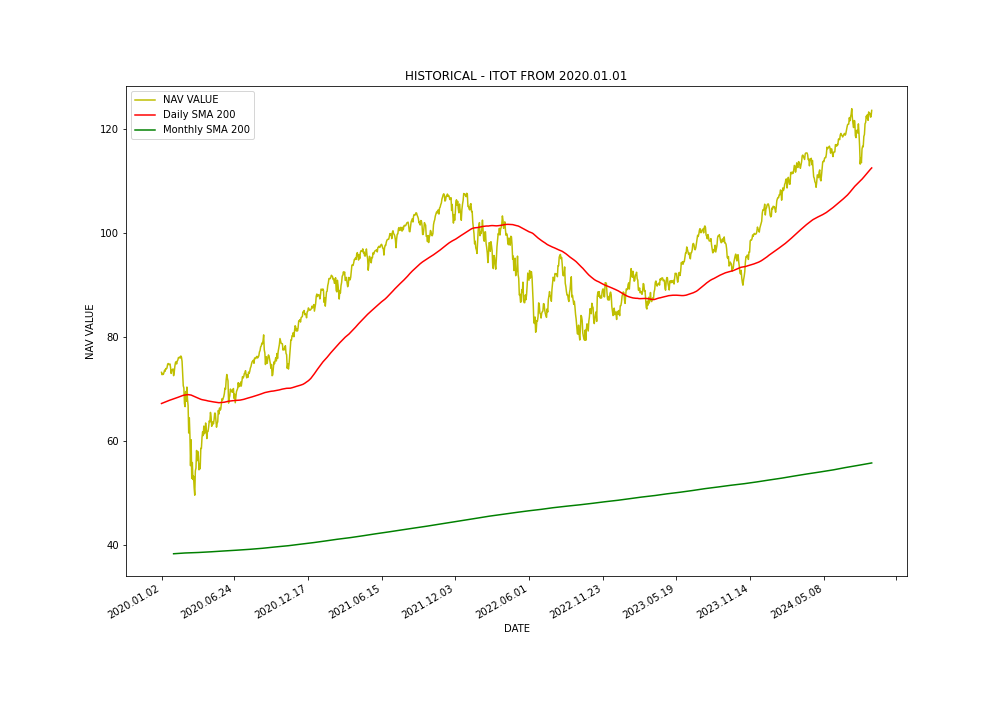 HISTORICAL - ITOT FROM 2020.01.01
NAV VALUE
Daily SMA 200
Monthly SMA 200
120
100
80
60
40
NAV VALUE
2020.01.02
2020.06.24
2020.12.17
2021.06.15
2021.12.03
2022.06.01
2022.11.23
2023.05.19
2023.11.14
2024.05.08
DATE